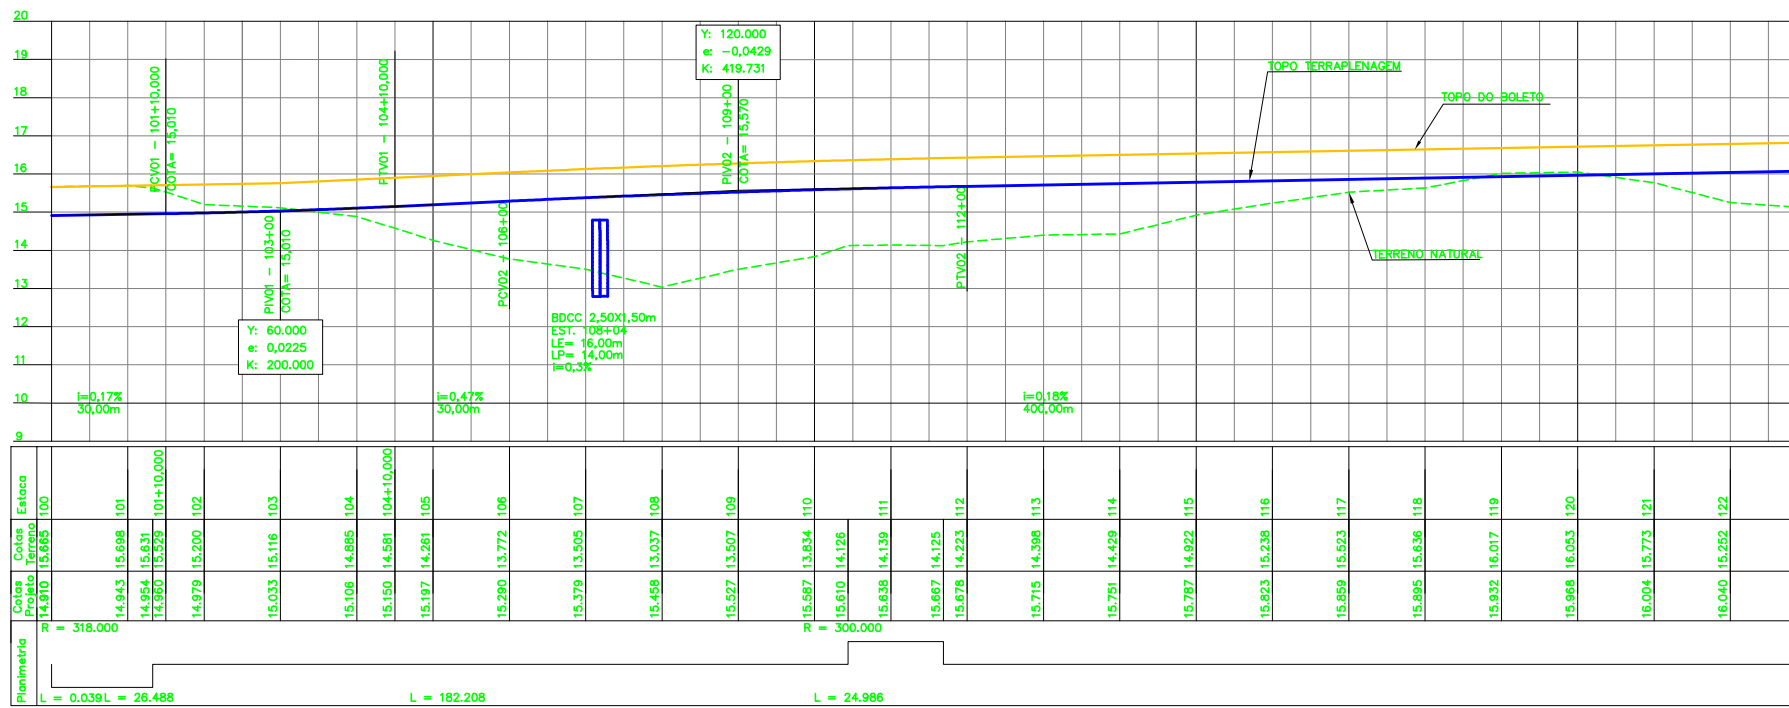 20
19
18
17
16
15
14
13
12
11
10
9
PCV01 - 101+10,000
COTA= 15,010
PIV01 - 103+00
COTA= 15,010
Y: 60.000
e: 0,0225
K: 200.000
PTV01 - 104+10,000
PCV02 - 106+00
BDCC 2,50X1,50m
EST. 108+04
LE= 16,00m
LP= 14,00m
i=0,3%
Y: 120.000
e: -0,0429
K: 419.731
PIV02 - 109+00
COTA= 15,570
PTV02 - 112+00
TOPO TERRAPLENAGEM
TOPO DO BOLETO
TERRENO NATURAL
i=0,17%
30,00m
i=0,47%
30,00m
i=0,18%
400,00m
Estaca
100
101
101+10,000
102
103
104
104+10,000
105
106
107
108
109
110
111
112
113
114
115
116
117
118
119
120
121
122
Cotas
Terreno
15.665
15.698
15.631
15.529
15.200
15.116
14.885
14.581
14.261
13.772
13.505
13.037
13.507
13.834
14.126
14.139
14.125
14.223
14.398
14.429
14.922
15.238
15.523
15.636
16.017
16.053
15.773
15.252
Cotas
Projeto
14.910
14.943
14.954
14.960
14.979
15.033
15.106
15.150
15.197
15.290
15.379
15.458
15.527
15.587
15.610
15.638
15.667
15.678
15.715
15.751
15.787
15.823
15.859
15.895
15.932
15.968
16.004
16.040
Planimetria
R = 318.000
R = 300.000
L = 0.039
L = 26.488
L = 182.208
L = 24.986